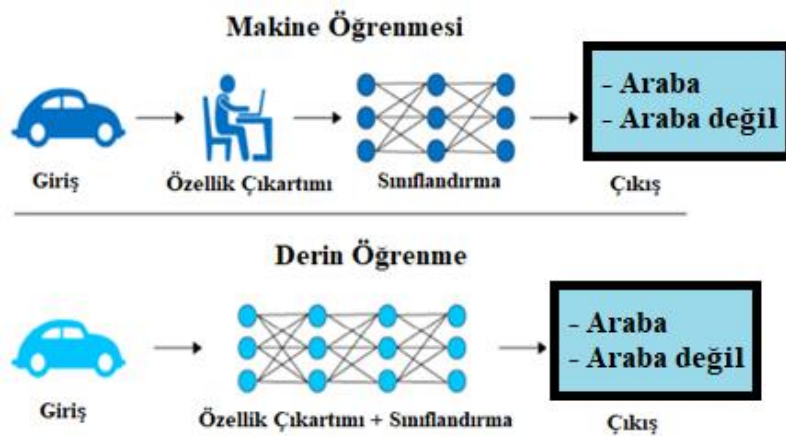 Makine Öğrenmesi
- Araba
- Araba değil
Giriş
Özellik Çıkartımı
Sınıflandırma
Çıkış
Derin Öğrenme
- Araba
- Araba değil
Giriş
Özellik Çıkartımı + Sınıflandırma
Çıkış